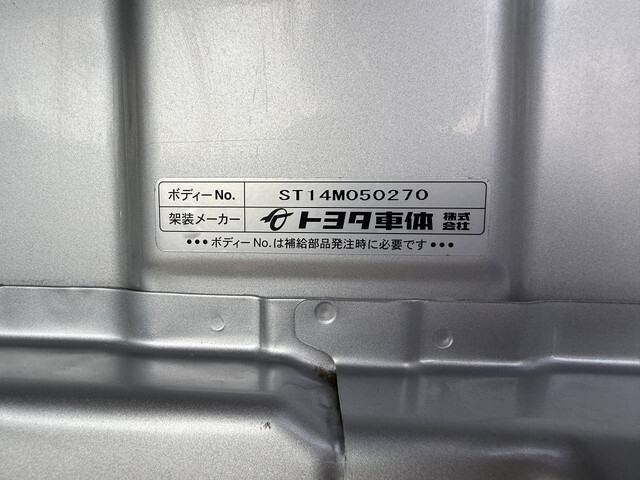 ボディーNo. ST14M050270
架装メーカー トヨタ車体 株式会社
•••ボディーNo.は補給部品発注時に必要です•••